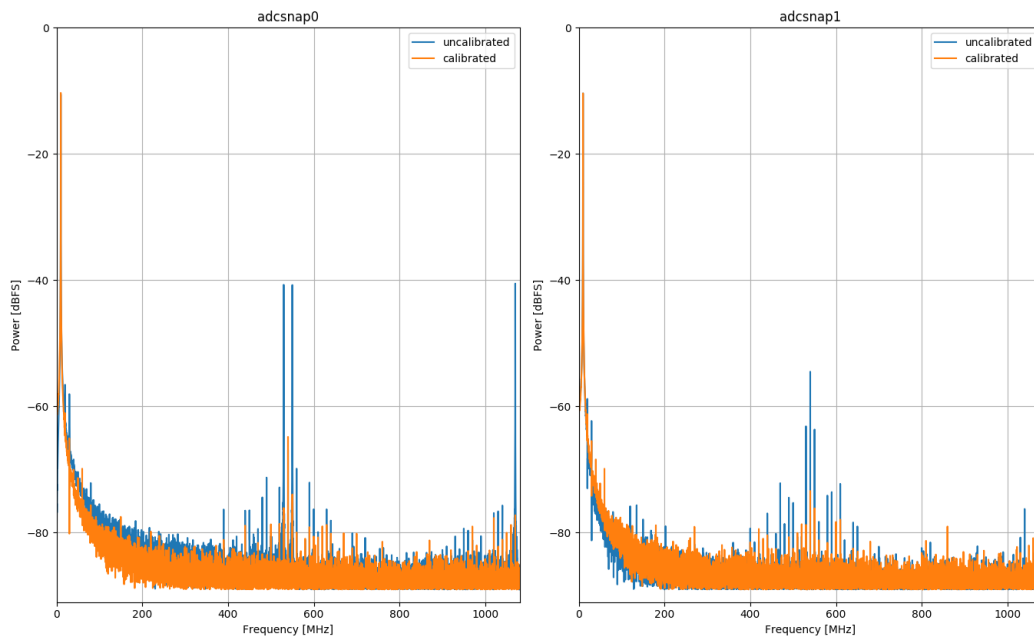 adcsnap0
uncalibrated
calibrated
0
−20
−40
−60
−80
Power [dBFS]
0
200
400
600
800
1000
Frequency [MHz]
adcsnap1
uncalibrated
calibrated
0
−20
−40
−60
−80
Power [dBFS]
0
200
400
600
800
1000
Frequency [MHz]